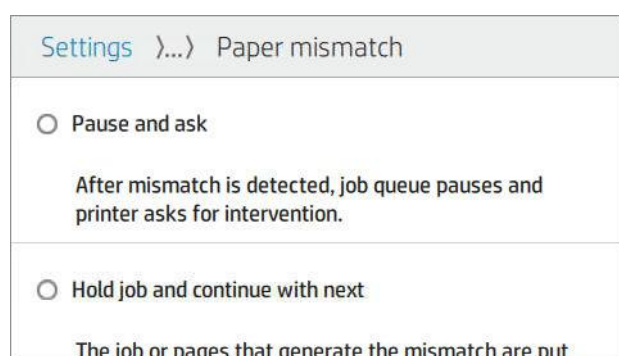 Settings 〉...〉 Paper mismatch
Pause and ask
After mismatch is detected, job queue pauses and
printer asks for intervention.
Hold job and continue with next
The job or pages that generate the mismatch are put